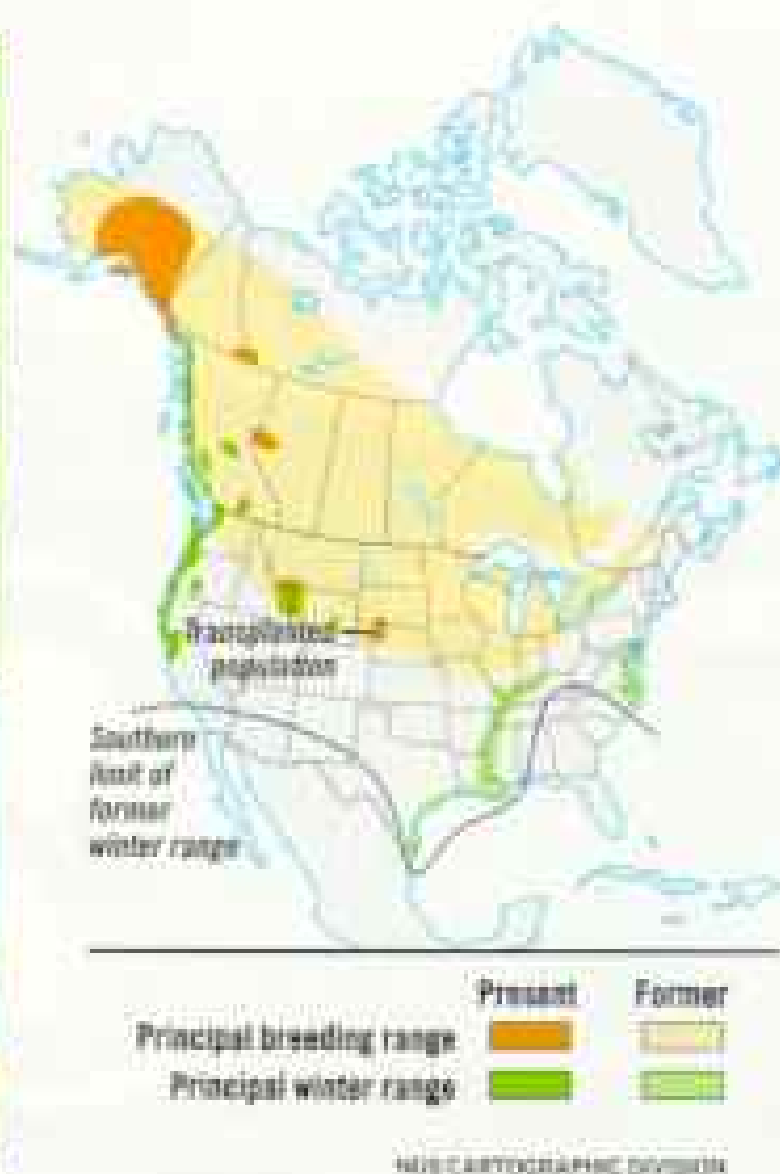 Transplanted
population
Southern
limit of
former
winter range
Present Former
Principal breeding range
Principal winter range
NGS CARTOGRAPHIC DIVISION